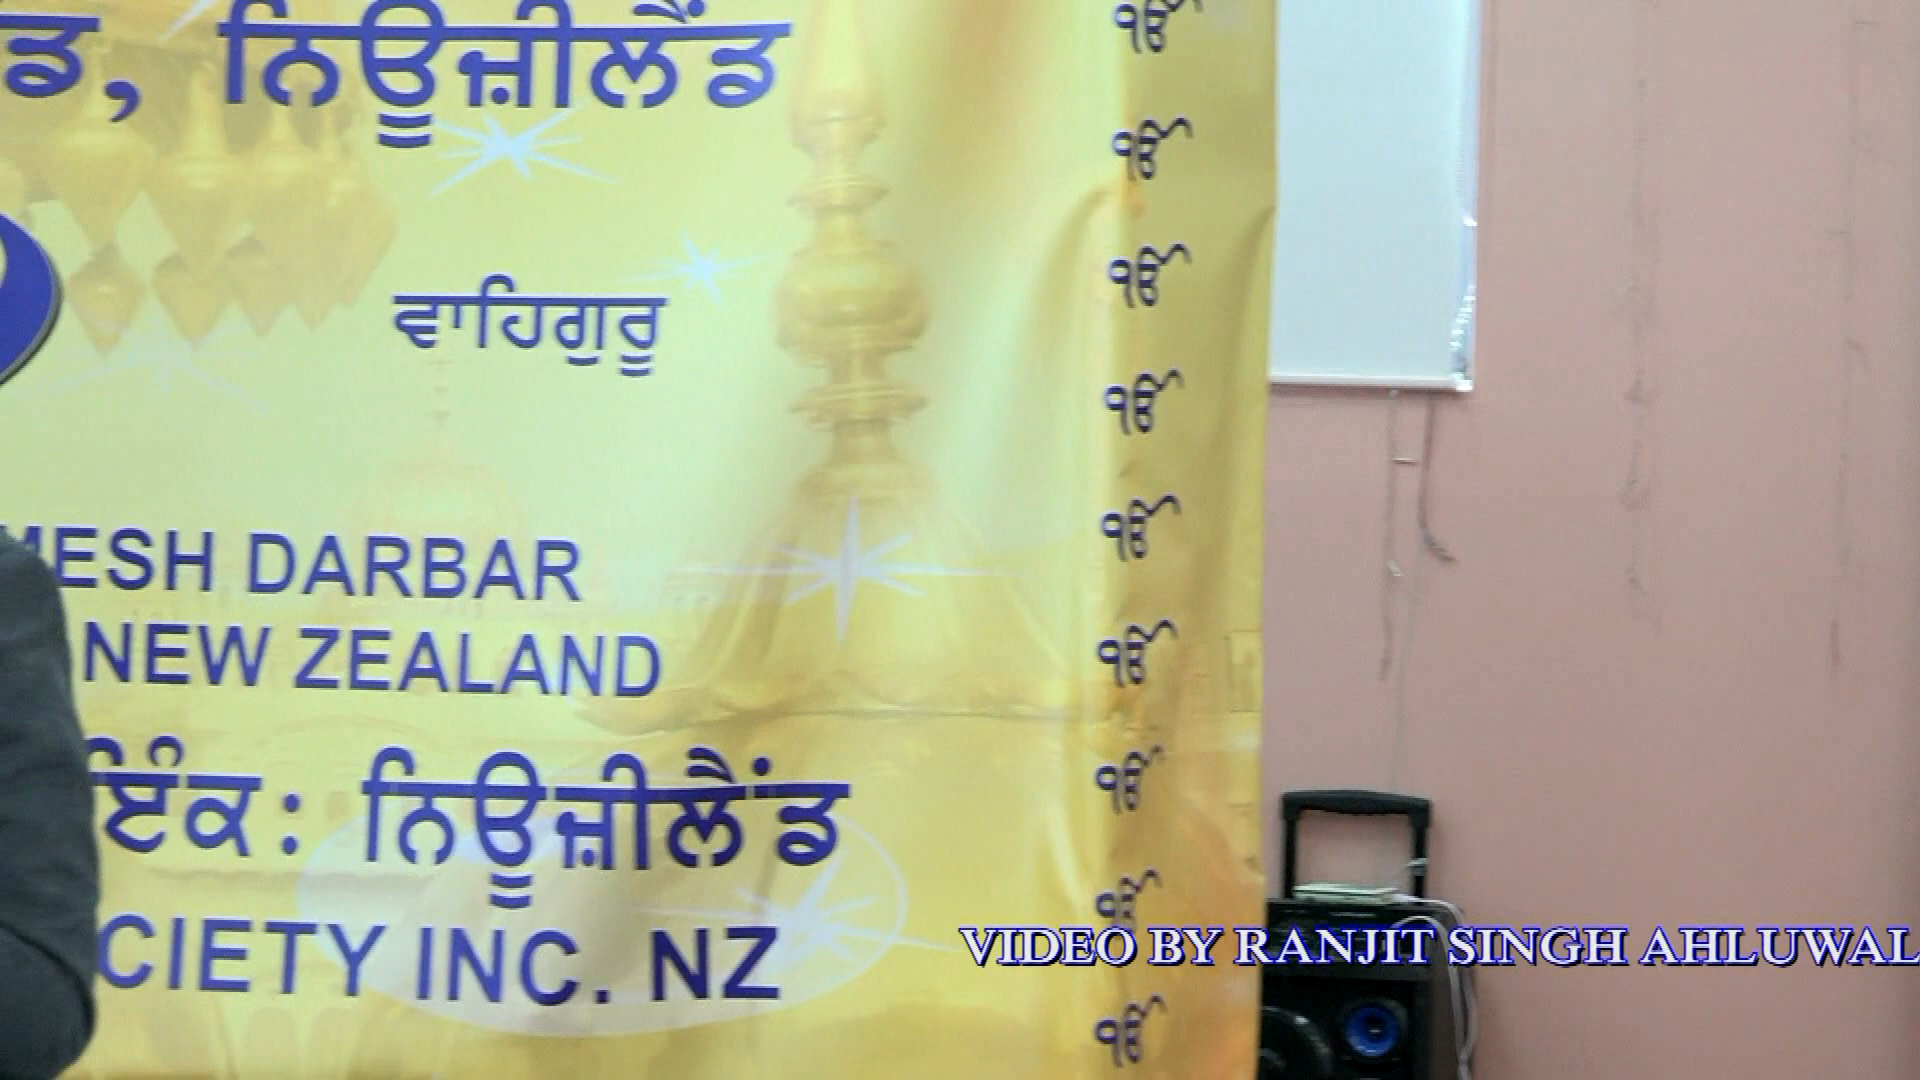 ਡ, ਨਿਊਜ਼ੀਲੈਂਡ
ਵਾਹਿਗੁਰੂ
MESH DARBAR
NEW ZEALAND
ਇੰਕ: ਨਿਊਜ਼ੀਲੈਂਡ
CIETY INC. NZ
ੴ
ੴ
ੴ
ੴ
ੴ
ੴ
ੴ
ੴ
ੴ
VIDEO BY RANJIT SINGH AHLUWAL